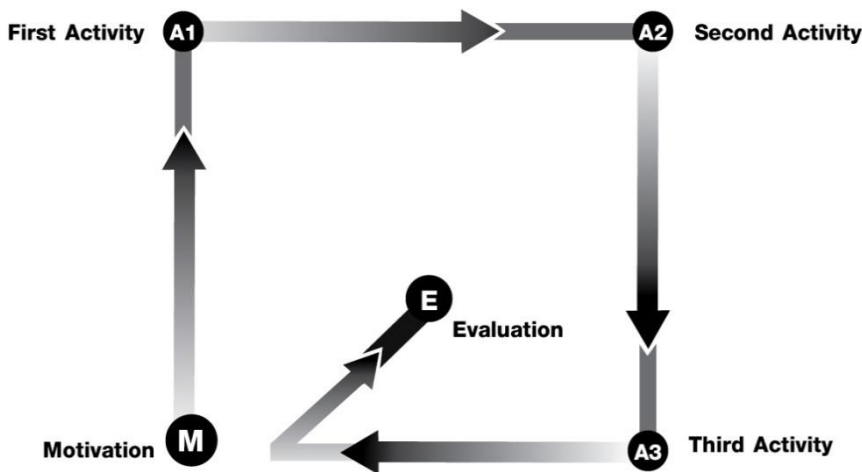 First Activity A1 A2 Second Activity
E
Evaluation
Motivation M A3 Third Activity